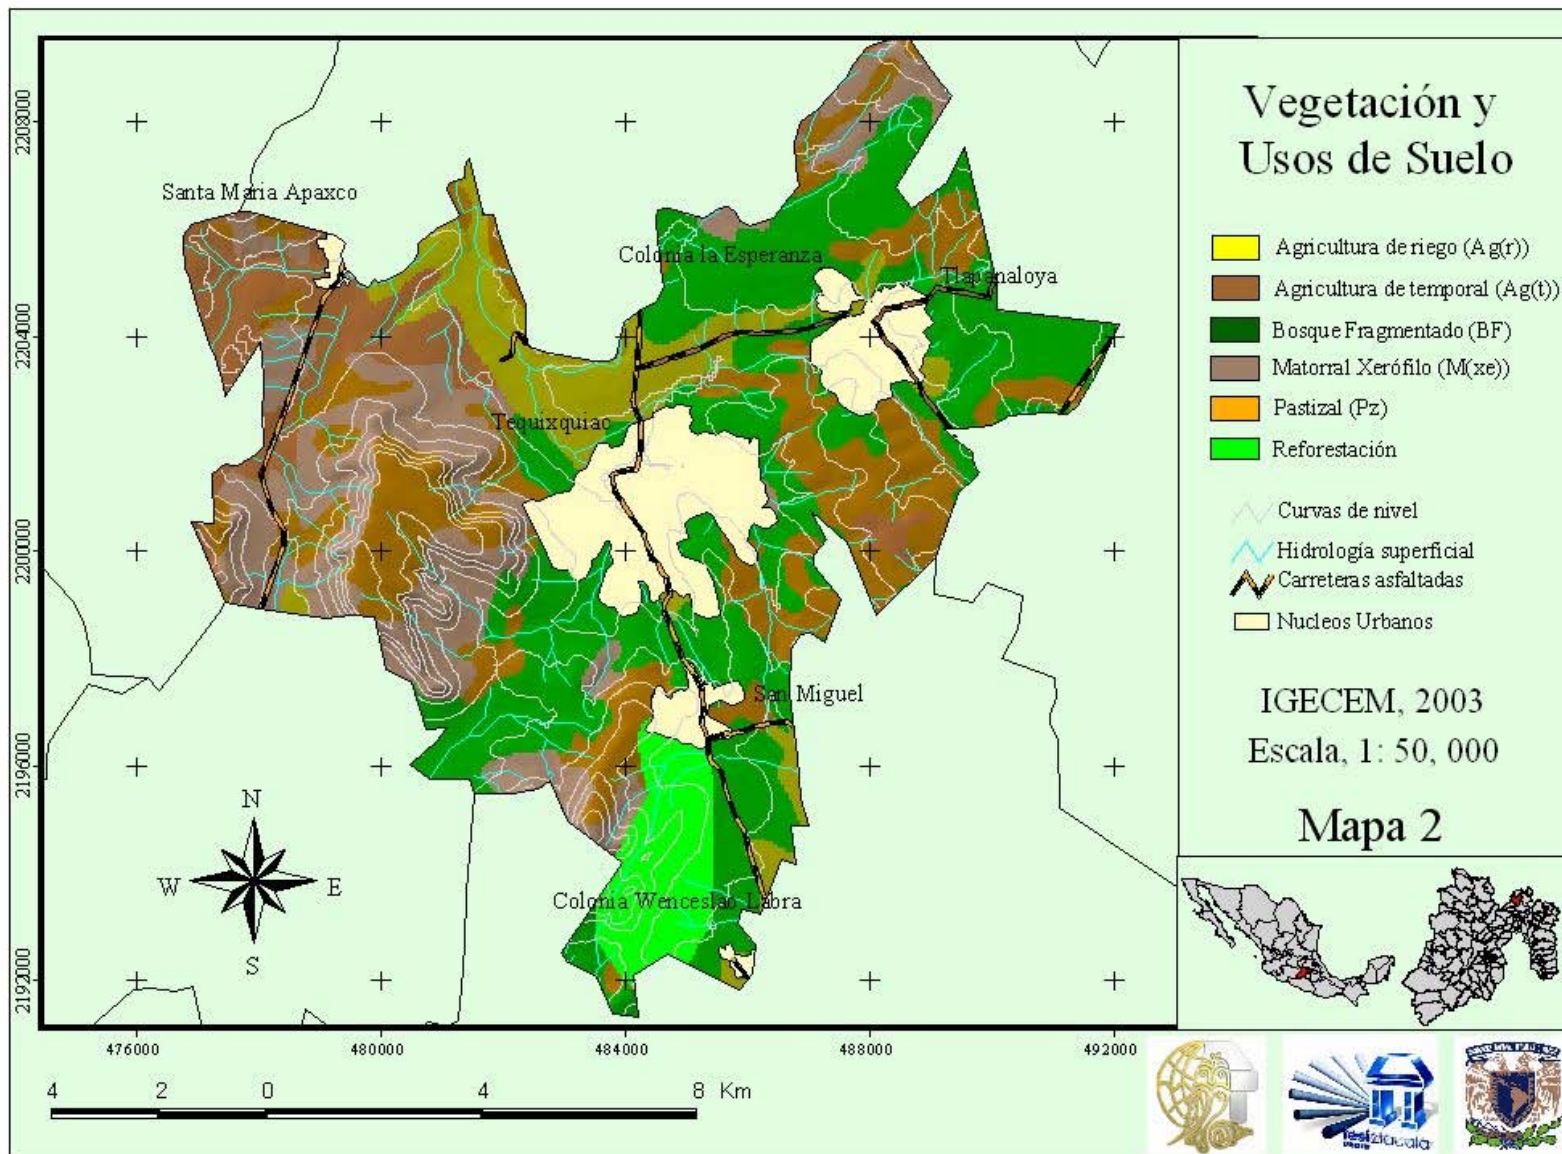 Vegetación y
Usos de Suelo
Agricultura de riego (Ag(r))
Agricultura de temporal (Ag(t))
Bosque Fragmentado (BF)
Matorral Xerófilo (M(xe))
Pastizal (Pz)
Reforestación
Curvas de nivel
Hidrología superficial
Carreteras asfaltadas
Nucleos Urbanos
IGECEM, 2003
Escala, 1: 50, 000
Mapa 2
Santa Maria Apaxco
Colonia la Esperanza
Tlapanaloya
Tequixquiac
San Miguel
Colonia Wenceslao Labra
N
W
E
S
2208000
2204000
2200000
2196000
2192000
476000
480000
484000
488000
492000
4
2
0
4
8 Km